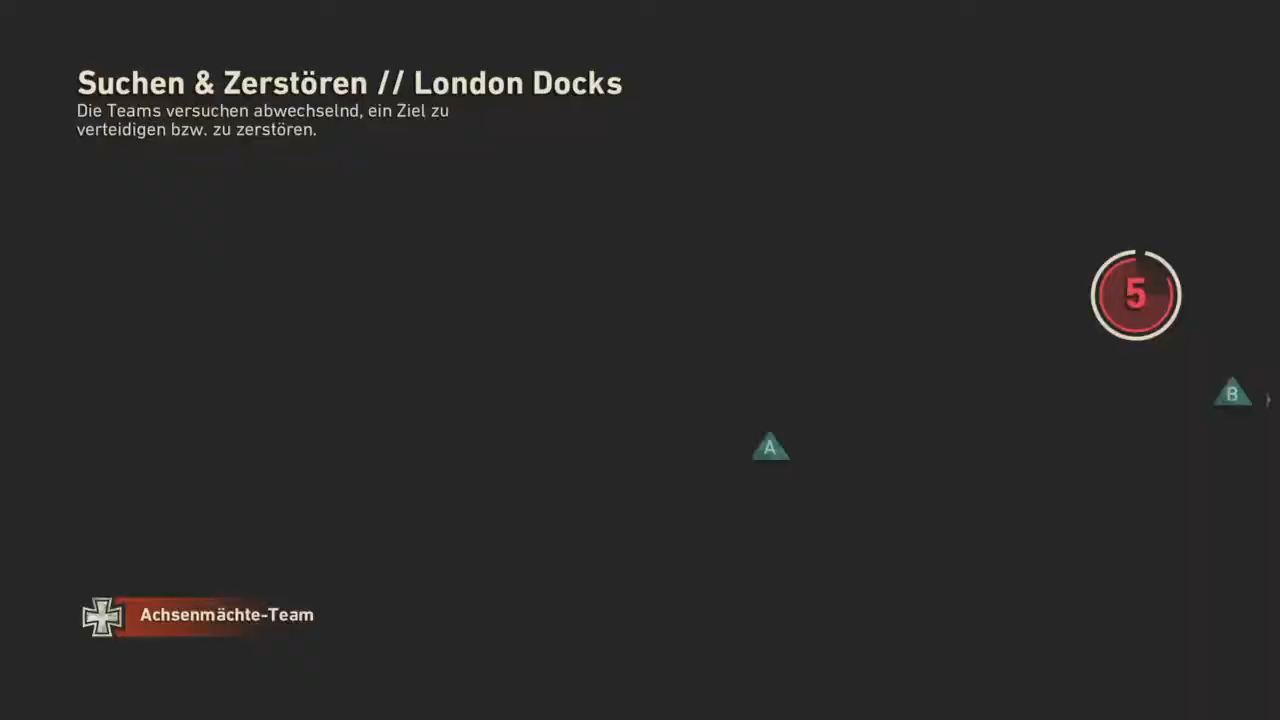 Suchen & Zerstören // London Docks
Die Teams versuchen abwechselnd, ein Ziel zu
verteidigen bzw. zu zerstören.
5
B
A
Achsenmächte-Team